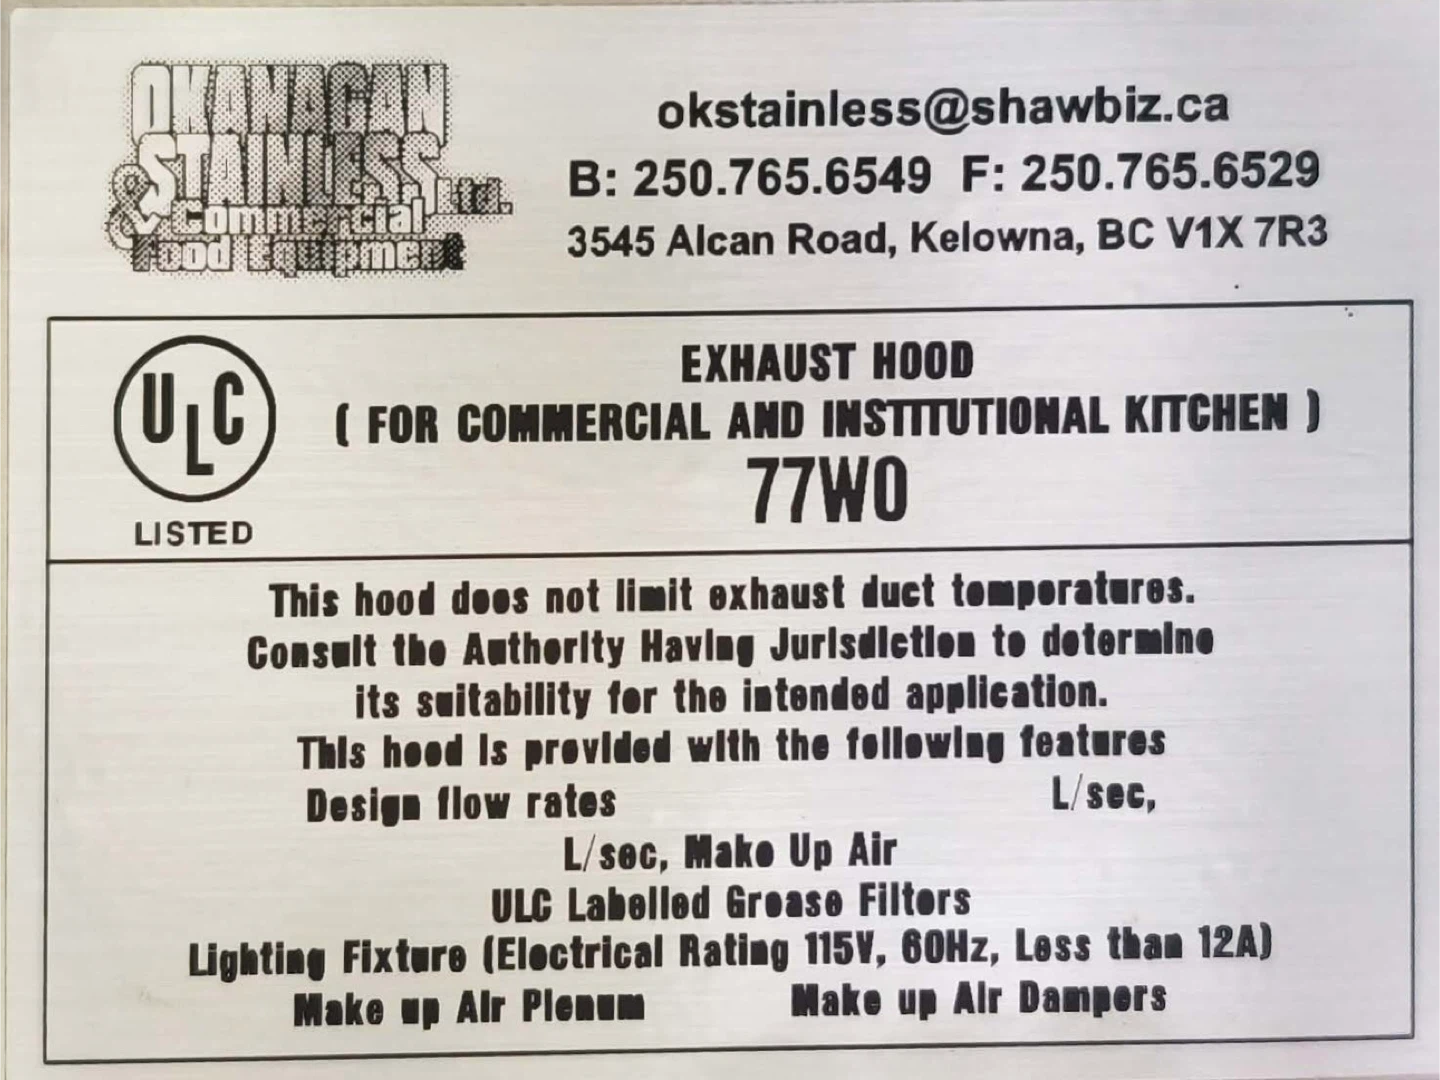 OKANAGAN
STAINLESS
& Commercial Ltd.
Food Equipment
okstainless@shawbiz.ca
B: 250.765.6549 F: 250.765.6529
3545 Alcan Road, Kelowna, BC V1X 7R3
ULC
LISTED
EXHAUST HOOD
( FOR COMMERCIAL AND INSTITUTIONAL KITCHEN )
77W0
This hood does not limit exhaust duct temperatures.
Consult the Authority Having Jurisdiction to determine
its suitability for the intended application.
This hood is provided with the following features
Design flow rates L/sec,
L/sec, Make Up Air
ULC Labelled Grease Filters
Lighting Fixture (Electrical Rating 115V, 60Hz, Less than 12A)
Make up Air Plenum Make up Air Dampers